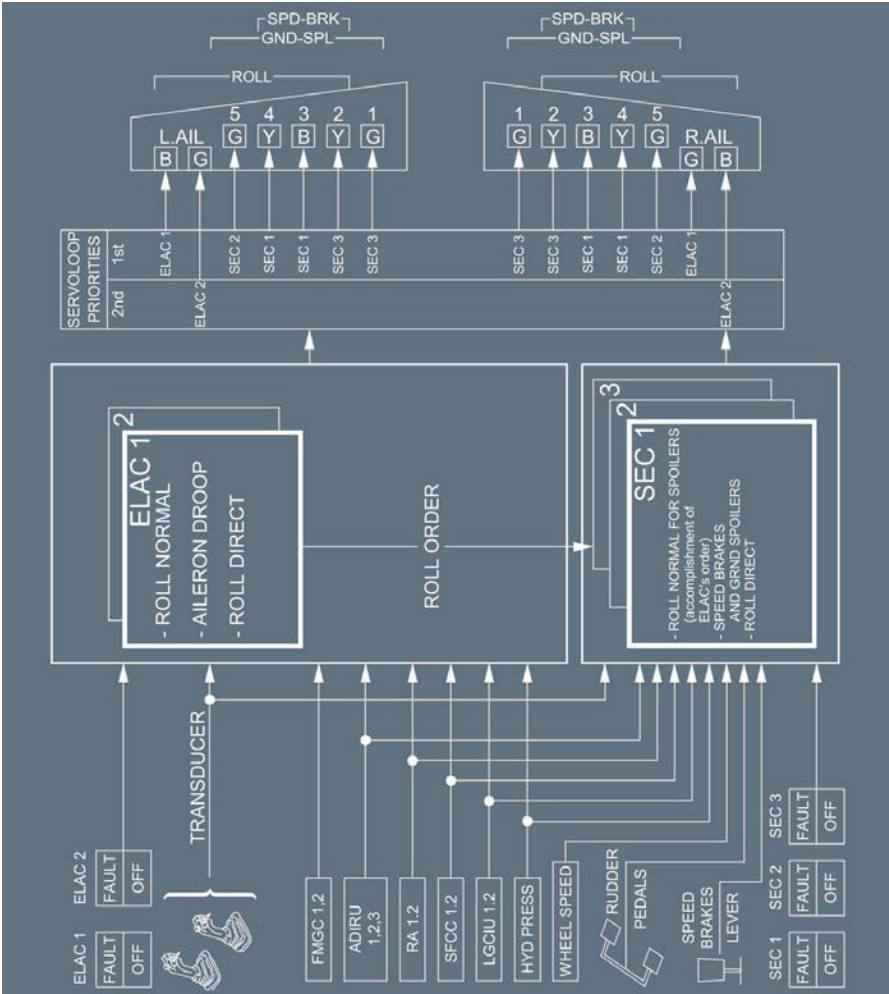 SPD-BRK
GND-SPL
ROLL
5 4 3 2 1
L.AIL
B G G Y B Y G
SPD-BRK
GND-SPL
ROLL
1 2 3 4 5
R.AIL
G Y B Y G G B
SERVOLOOP
PRIORITIES
1st
2nd
ELAC 1
ELAC 2
SEC 2
SEC 1
SEC 1
SEC 3
SEC 3
SEC 3
SEC 3
SEC 1
SEC 1
SEC 2
ELAC 1
ELAC 2
ELAC 1
2
- ROLL NORMAL
- AILERON DROOP
- ROLL DIRECT
ROLL ORDER
SEC 1
2
3
- ROLL NORMAL FOR SPOILERS
(accomplishment of
ELAC's order)
- SPEED BRAKES
AND GRND SPOILERS
- ROLL DIRECT
TRANSDUCER
ELAC 1
FAULT
OFF
ELAC 2
FAULT
OFF
FMGC 1,2
ADIRU
1,2,3
RA 1.2
SFCC 1.2
LGCIU 1.2
HYD PRESS
WHEEL SPEED
RUDDER
PEDALS
SPEED
BRAKES
LEVER
SEC 1
FAULT
OFF
SEC 2
FAULT
OFF
SEC 3
FAULT
OFF